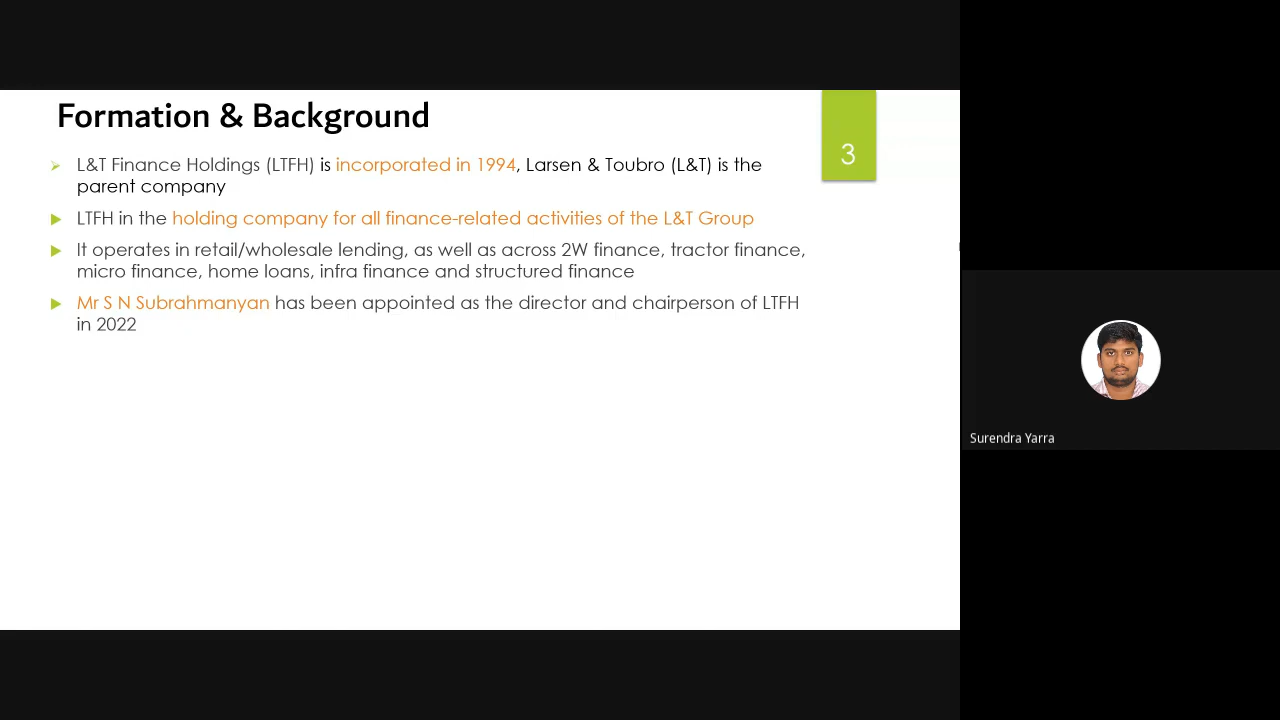 Formation & Background
3
L&T Finance Holdings (LTFH) is incorporated in 1994, Larsen & Toubro (L&T) is the
parent company
LTFH in the holding company for all finance-related activities of the L&T Group
It operates in retail/wholesale lending, as well as across 2W finance, tractor finance,
micro finance, home loans, infra finance and structured finance
Mr S N Subrahmanyan has been appointed as the director and chairperson of LTFH
in 2022
Surendra Yarra